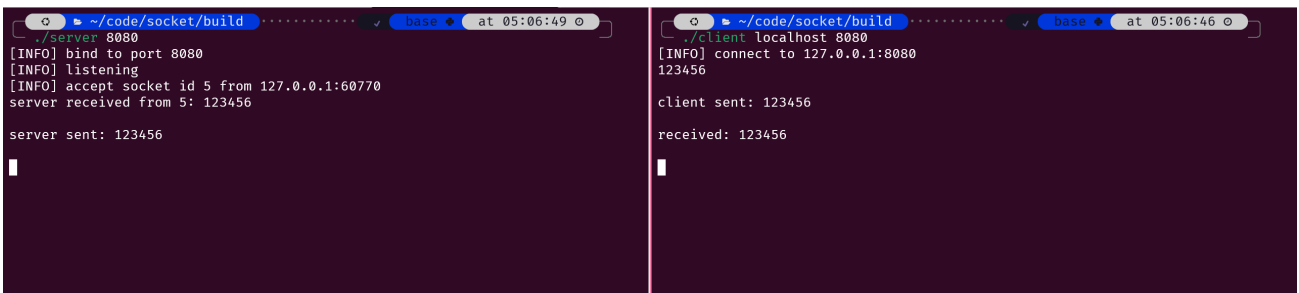 ~/code/socket/build base at 05:06:49
./server 8080
[INFO] bind to port 8080
[INFO] listening
[INFO] accept socket id 5 from 127.0.0.1:60770
server received from 5: 123456
server sent: 123456
~/code/socket/build base at 05:06:46
./client localhost 8080
[INFO] connect to 127.0.0.1:8080
123456
client sent: 123456
received: 123456